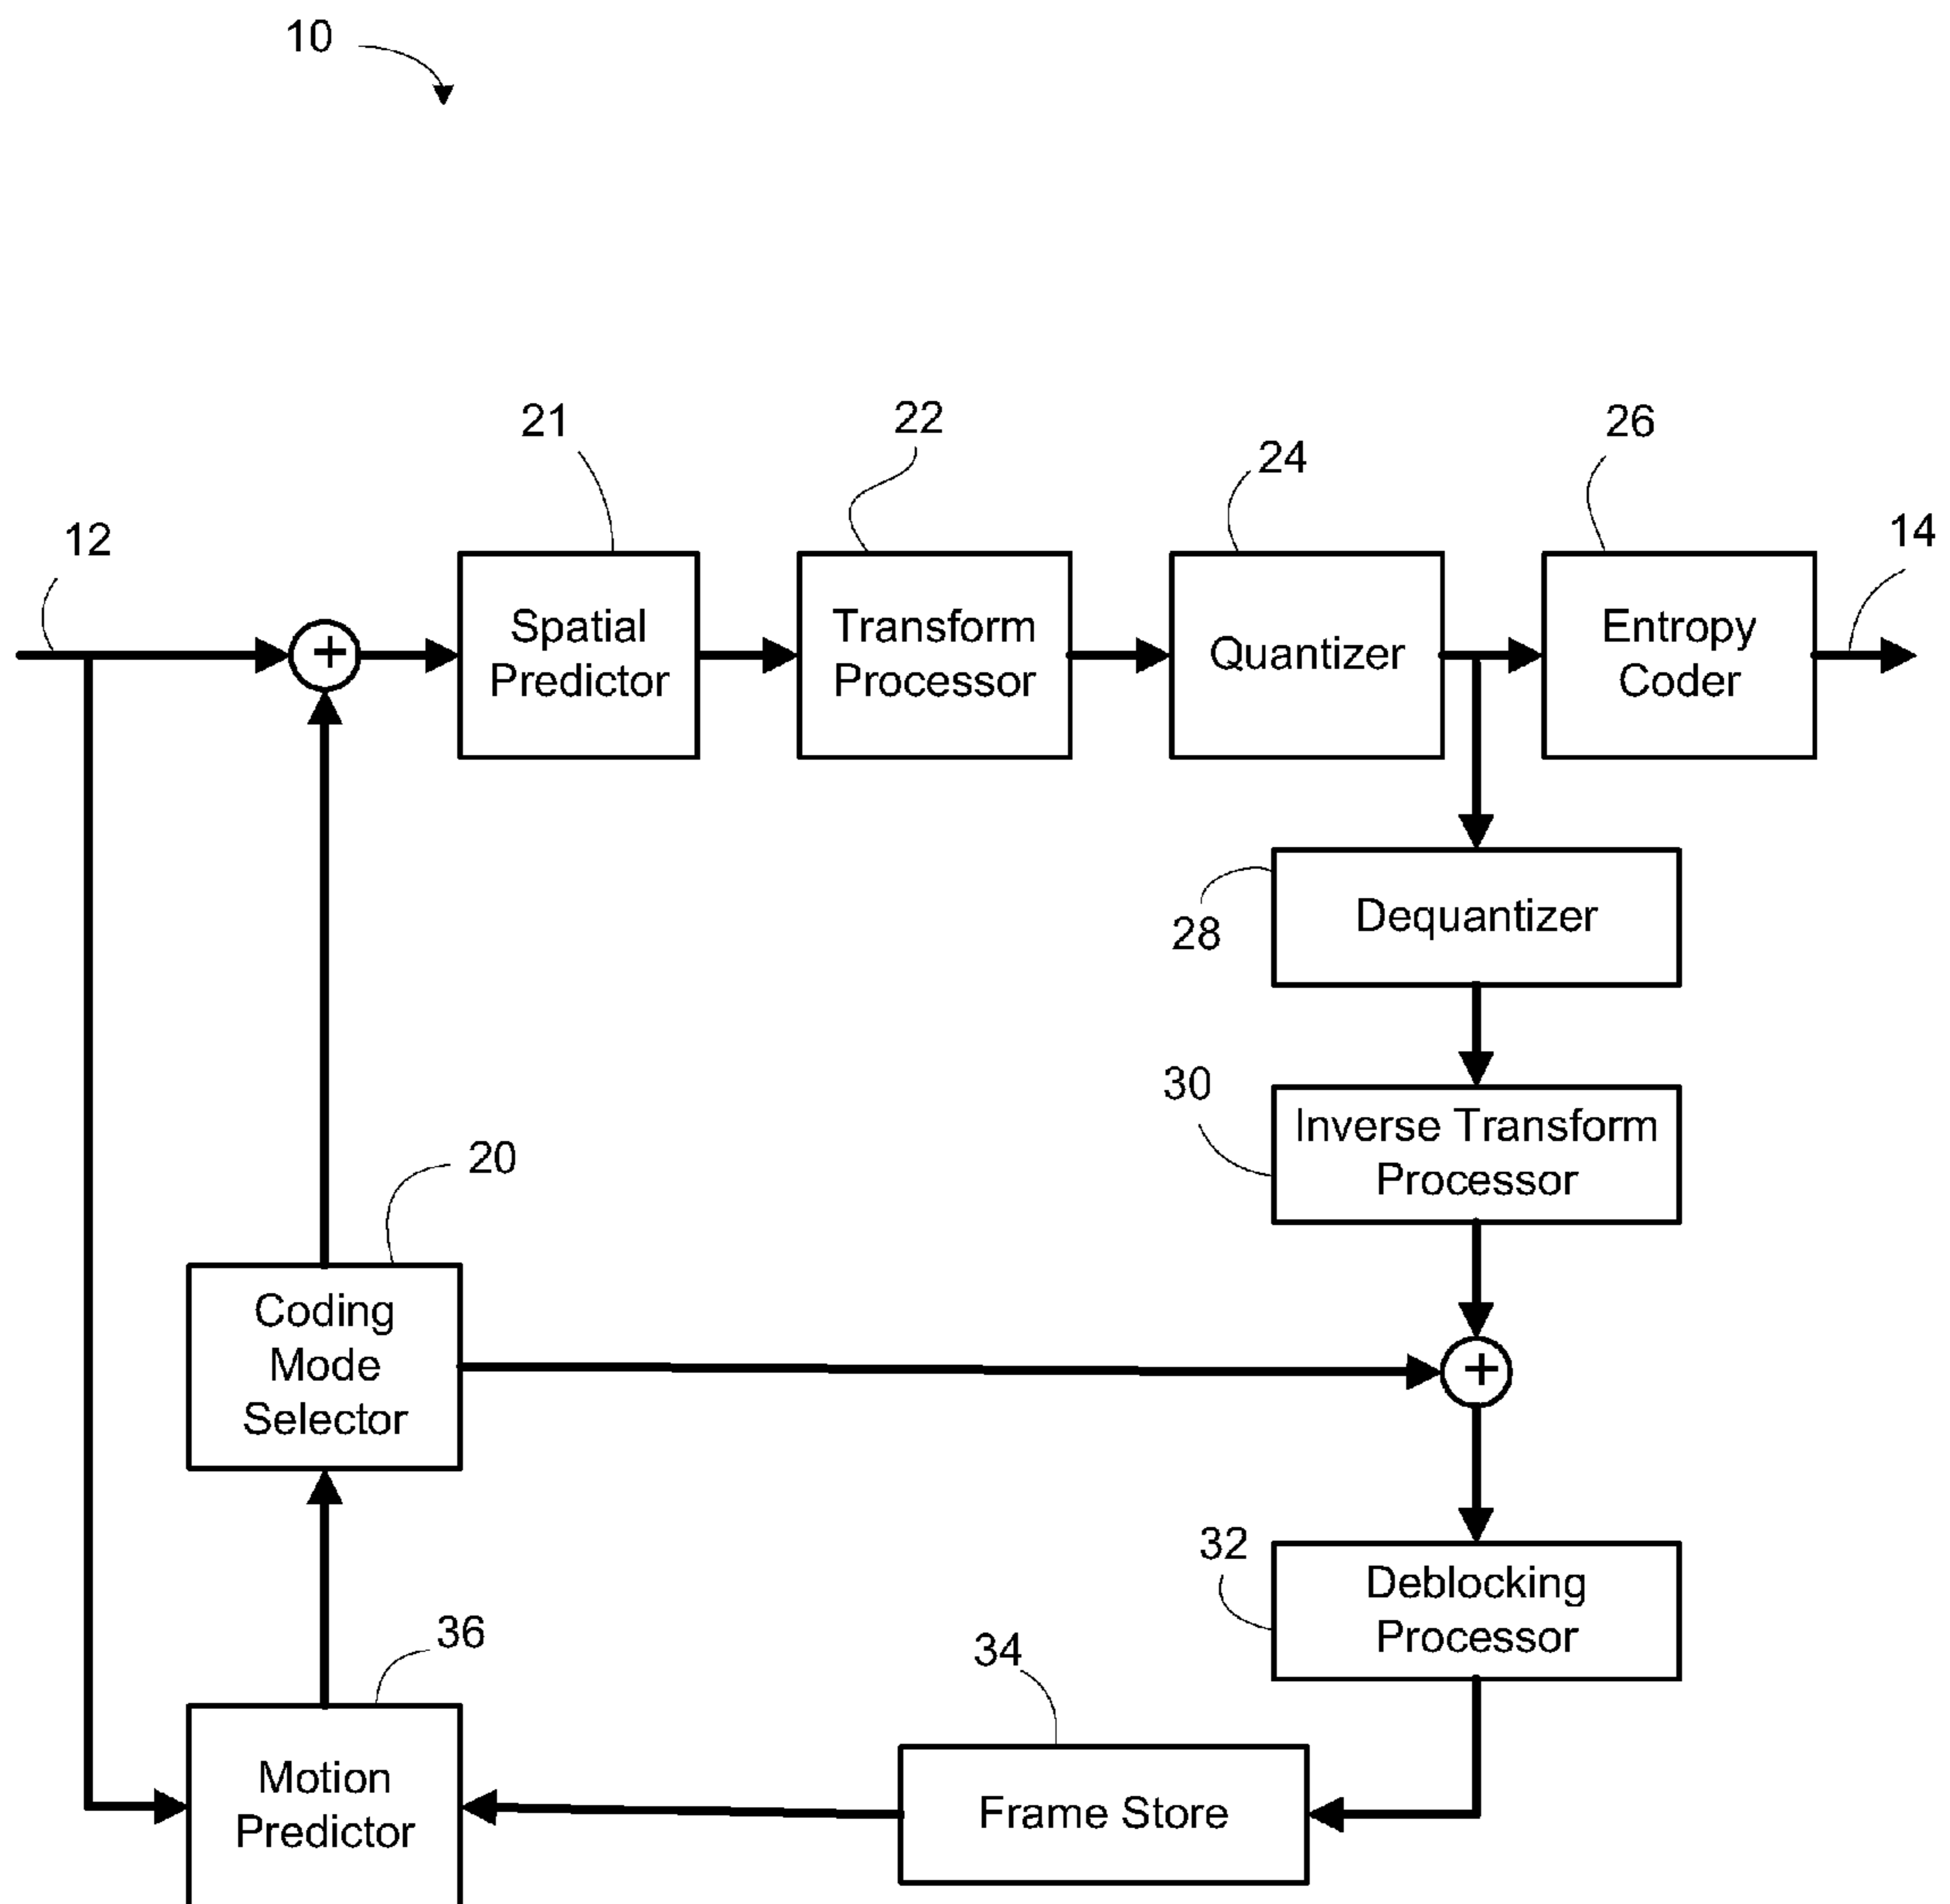 10
21
22
24
26
12
14
Spatial
Predictor
Transform
Processor
Quantizer
Entropy
Coder
+
28
Dequantizer
30
Inverse Transform
Processor
20
Coding
Mode
Selector
+
32
Deblocking
Processor
36
34
Motion
Predictor
Frame Store